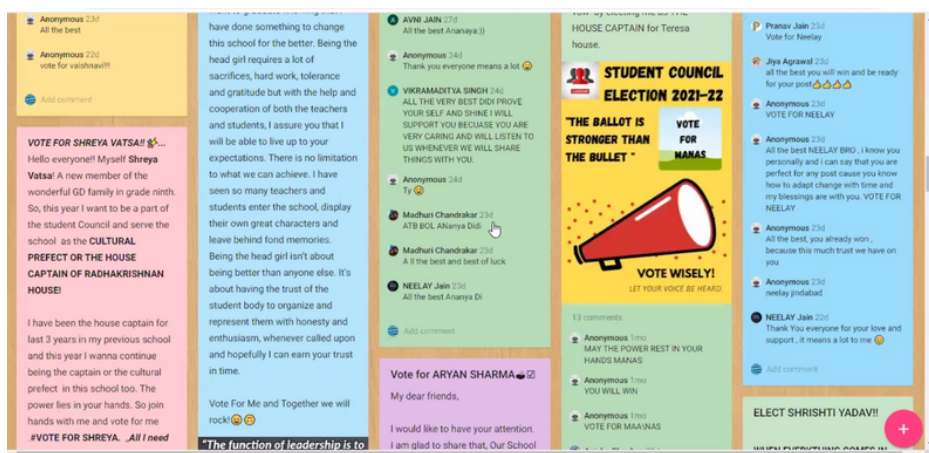 Anonymous 23d
All the best
Anonymous 22d
vote for vaishnavi!!!
Add comment
VOTE FOR SHREYA VATSA!! ...
Hello everyone!! Myself Shreya
Vatsa! A new member of the
wonderful GD family in grade ninth.
So, this year I want to be a part of
the student Council and serve the
school as the CULTURAL
PREFECT OR THE HOUSE
CAPTAIN OF RADHAKRISHNAN
HOUSE!
I have been the house captain for
last 3 years in my previous school
and this year I wanna continue
being the captain or the cultural
prefect in this school too. The
power lies in your hands. So join
hands with me and vote for me
.#VOTE FOR SHREYA. ,All I need
have done something to change
this school for the better. Being the
head girl requires a lot of
sacrifices, hard work, tolerance
and gratitude but with the help and
cooperation of both the teachers
and students, I assure you that I
will be able to live up to your
expectations. There is no limitation
to what we can achieve. I have
seen so many teachers and
students enter the school, display
their own great characters and
leave behind fond memories.
Being the head girl isn't about
being better than anyone else. It's
about having the trust of the
student body to organize and
represent them with honesty and
enthusiasm, whenever called upon
and hopefully I can earn your trust
in time.
Vote For Me and Together we will
rock!
"The function of leadership is to
AVNI JAIN 27d
All the best Ananaya:))
Anonymous 24d
Thank you everyone means a lot
VIKRAMADITYA SINGH 24d
ALL THE VERY BEST DIDI PROVE
YOUR SELF AND SHINE I WILL
SUPPORT YOU BECUASE YOU ARE
VERY CARING AND WILL LISTEN TO
US WHENEVER WE WILL SHARE
THINGS WITH YOU.
Anonymous 24d
Ty
Madhuri Chandrakar 23d
ATB BOL ANanya Didi
Madhuri Chandrakar 23d
A ll the best and best of luck
NEELAY Jain 23d
All the best Ananya Di
Add comment
Vote for ARYAN SHARMA
My dear friends,
I would like to have your attention.
I am glad to share that, Our School
vow by electing me as THE
HOUSE CAPTAIN for Teresa
house.
STUDENT COUNCIL
ELECTION 2021-22
"THE BALLOT IS
STRONGER THAN
THE BULLET "
VOTE
FOR
MANAS
VOTE WISELY!
LET YOUR VOICE BE HEARD.
13 comments
Anonymous 1mo
MAY THE POWER REST IN YOUR
HANDS MANAS
Anonymous 1mo
YOU WILL WIN
Anonymous 1mo
VOTE FOR MAA\NAS
Pranav Jain 23d
Vote for Neelay
Jiya Agrawal 23d
all the best you will win and be ready
for your post
Anonymous 23d
VOTE FOR NEELAY
Anonymous 23d
All the best NEELAY BRO , i know you
personally and i can say that you are
perfect for any post cause you know
how to adapt change with time and
my blessings are with you. VOTE FOR
NEELAY
Anonymous 23d
All the best, you already won ,
because this much trust we have on
you
Anonymous 23d
neelay jindabad
NEELAY Jain 22d
Thank You everyone for your love and
support , it means a lot to me
Add comment
ELECT SHRISHTI YADAV!!
WHEN EVERYTHING COMES IN